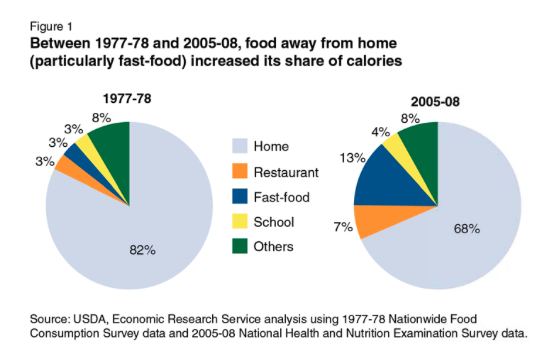 Figure 1
Between 1977-78 and 2005-08, food away from home
(particularly fast-food) increased its share of calories
1977-78
8%
3%
3%
3%
82%
Home
Restaurant
Fast-food
School
Others
2005-08
8%
4%
13%
7%
68%
Source: USDA, Economic Research Service analysis using 1977-78 Nationwide Food
Consumption Survey data and 2005-08 National Health and Nutrition Examination Survey data.